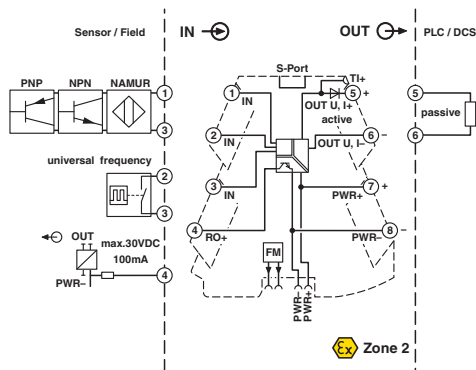 Sensor / Field
IN
OUT
PLC / DCS
PNP
NPN
NAMUR
1
3
universal frequency
2
3
OUT
max.30VDC
100mA
PWR–
4
S-Port
TI+
1
IN
5
+
OUT U, I+
active
2
IN
6
–
OUT U, I–
3
IN
7
+
PWR+
4
RO+
8
–
PWR–
FM
PWR–
PWR+
5
6
passive
Ex
Zone 2